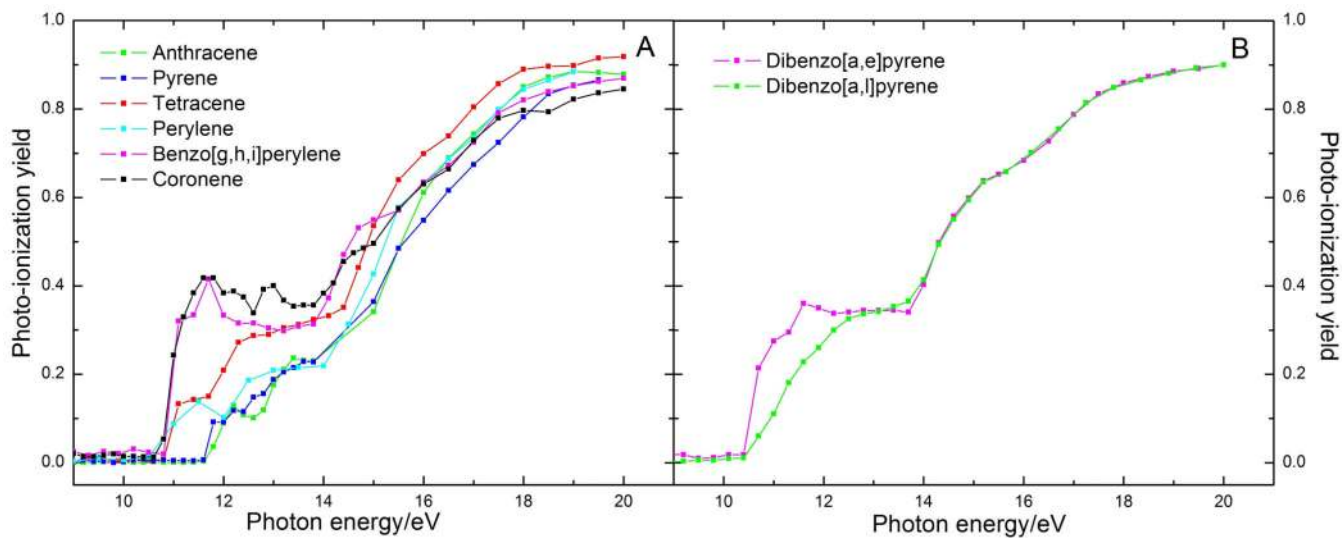 A
Anthracene
Pyrene
Tetracene
Perylene
Benzo[g,h,i]perylene
Coronene
Photo-ionization yield
1.0
0.8
0.6
0.4
0.2
0.0
10 12 14 16 18 20
Photon energy/eV
B
Dibenzo[a,e]pyrene
Dibenzo[a,l]pyrene
10 12 14 16 18 20
Photon energy/eV
1.0
0.8
0.6
0.4
0.2
0.0
Photo-ionization yield